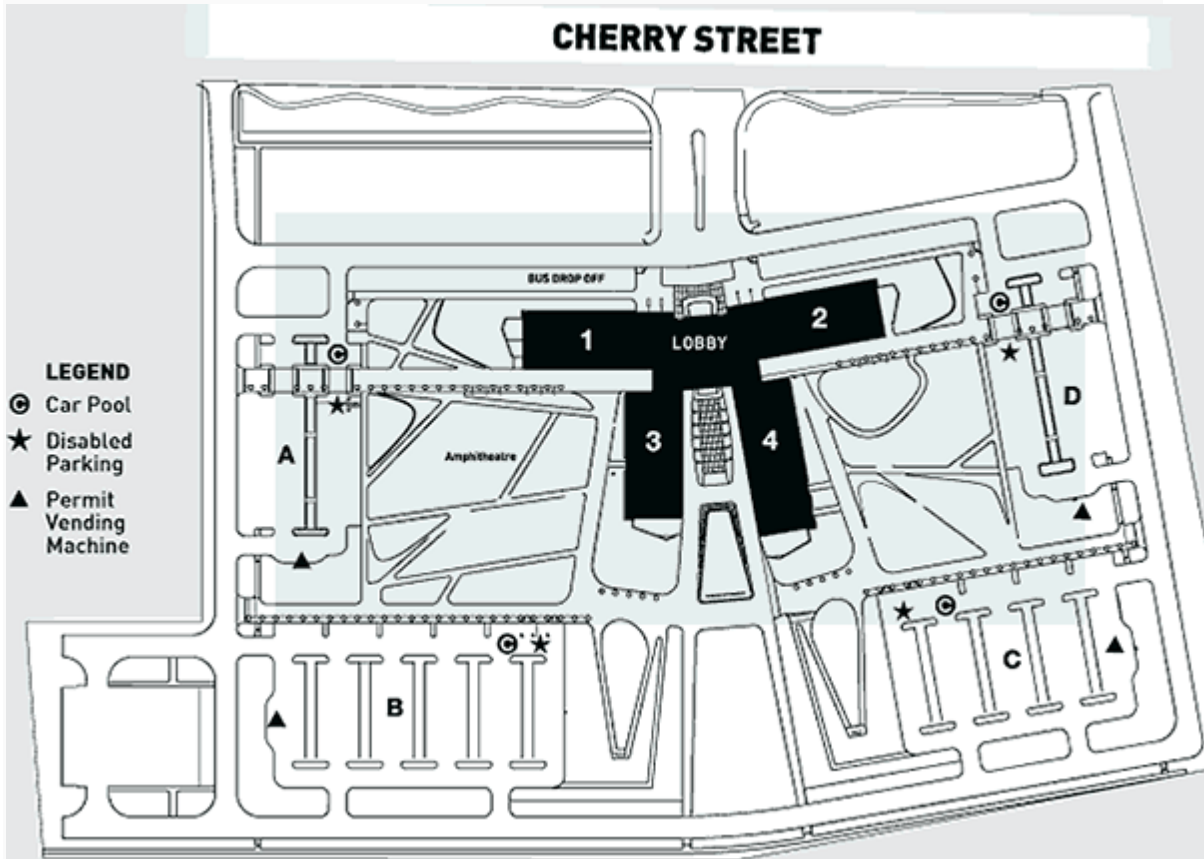 CHERRY STREET
BUS DROP OFF
1
LOBBY
2
LEGEND
C Car Pool
★ Disabled
Parking
▲ Permit
Vending
Machine
C
C
A
Amphitheatre
3
4
D
C
C
B
C